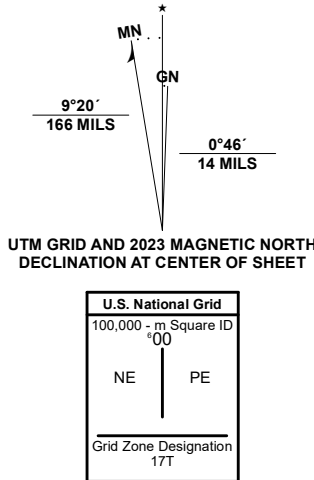 ★
MN
GN
9°20´
166 MILS
0°46´
14 MILS
UTM GRID AND 2023 MAGNETIC NORTH
DECLINATION AT CENTER OF SHEET
U.S. National Grid
100,000 - m Square ID
⁶00
NE PE
Grid Zone Designation
17T